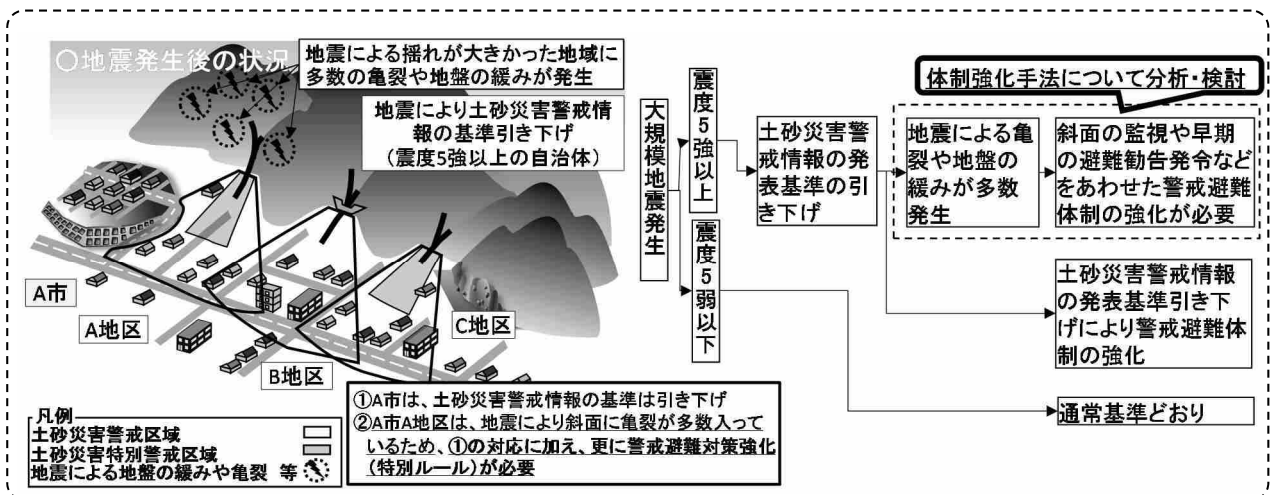 〇地震発生後の状況
地震による揺れが大きかった地域に
多数の亀裂や地盤の緩みが発生
地震により土砂災害警戒情
報の基準引き下げ
（震度5強以上の自治体）
A市
A地区
B地区
C地区
凡例
土砂災害警戒区域
土砂災害特別警戒区域
地震による地盤の緩みや亀裂 等
①A市は、土砂災害警戒情報の基準は引き下げ
②A市A地区は、地震により斜面に亀裂が多数入って
いるため、①の対応に加え、更に警戒避難対策強化
(特別ルール)が必要
大規模地震発生
震度5強以上
震度5弱以下
土砂災害警
戒情報の発
表基準の引
き下げ
体制強化手法について分析・検討
地震による亀
裂や地盤の
緩みが多数
発生
斜面の監視や早期
の避難勧告発令など
をあわせた警戒避難
体制の強化が必要
土砂災害警戒情報
の発表基準引き下
げにより警戒避難体
制の強化
通常基準どおり